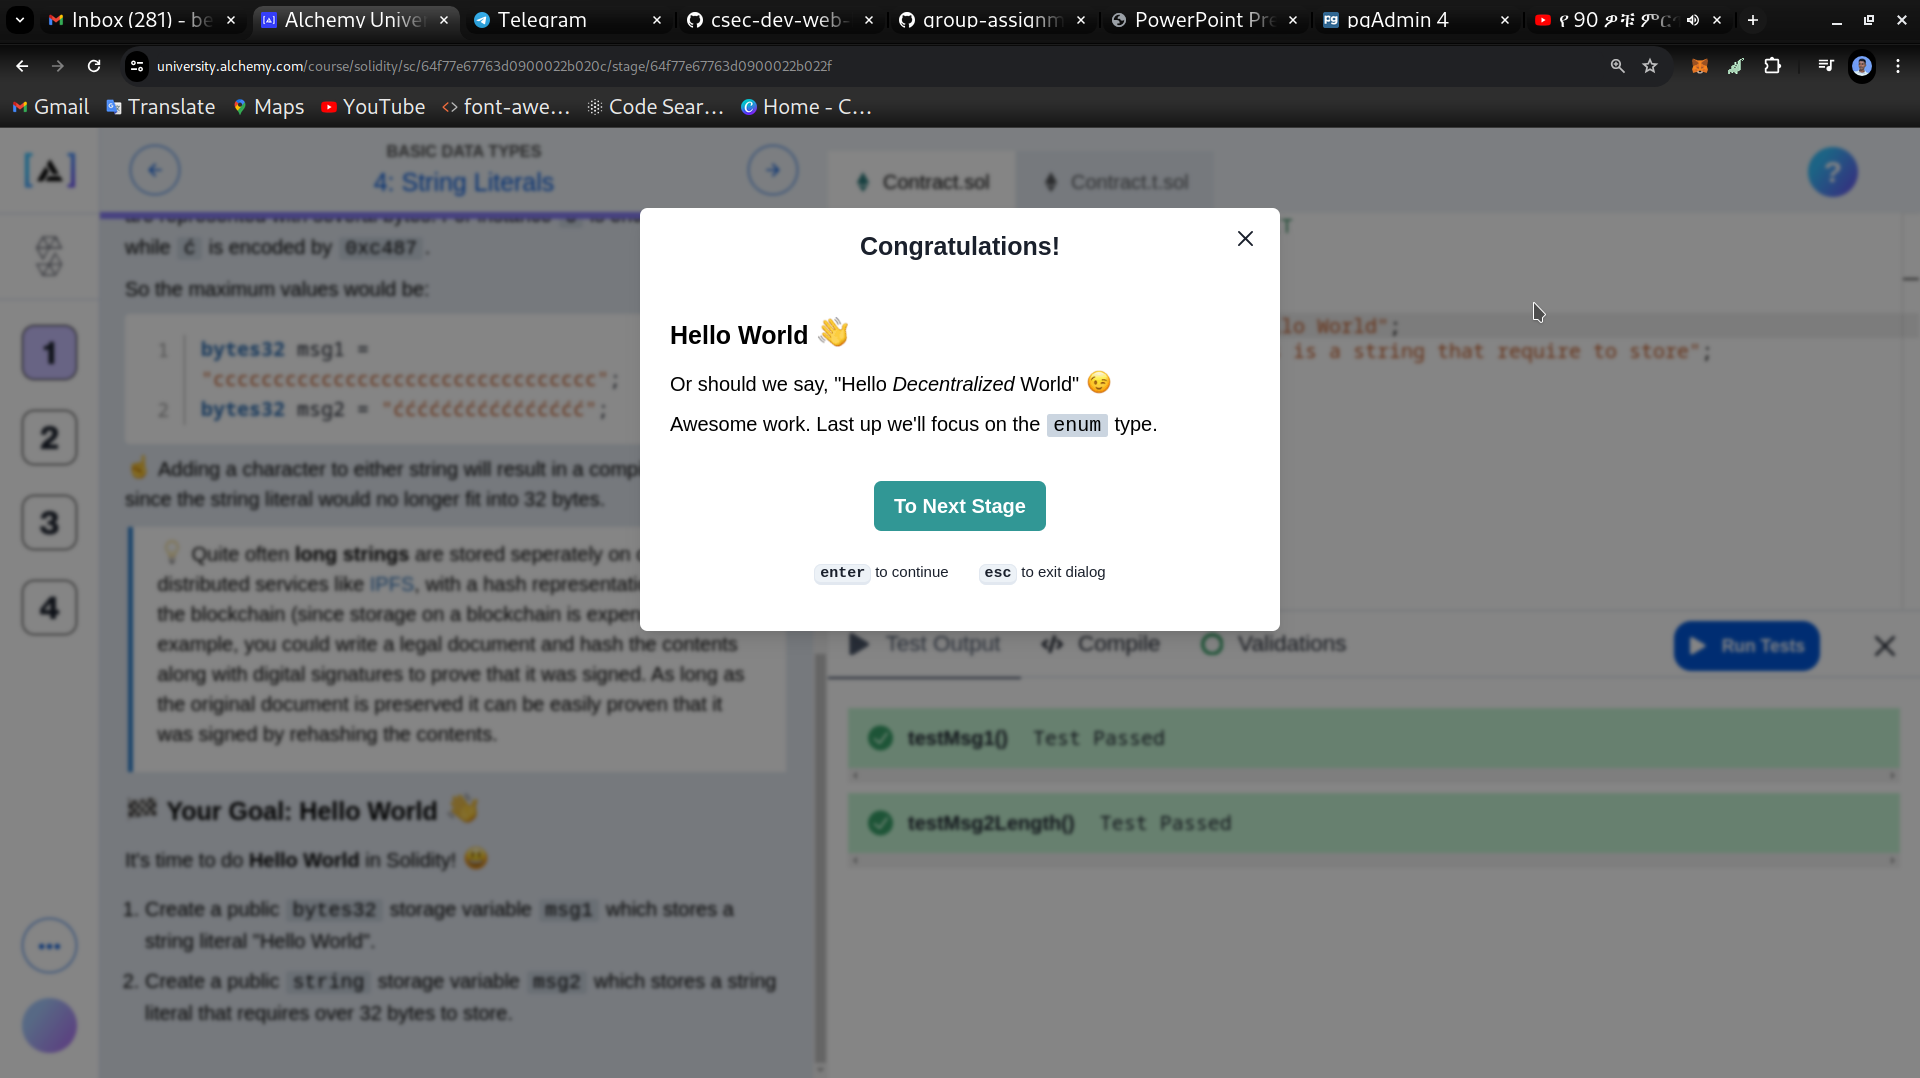 Inbox (281) - be
Alchemy Unive
Telegram
csec-dev-web-
group-assignm
PowerPoint Pre
pgAdmin 4
university.alchemy.com/course/solidity/sc/64f77e67763d0900022b020c/stage/64f77e67763d0900022b022f
Gmail
Translate
Maps
YouTube
font-awe...
Code Sear...
Home - C...
BASIC DATA TYPES
4: String Literals
while ć is encoded by 0xc487.
So the maximum values would be:
1 bytes32 msg1 =
"cccccccccccccccccccccccccccccccc";
2 bytes32 msg2 = "ćććććććććććććććć";
☝️ Adding a character to either string will result in a comp
since the string literal would no longer fit into 32 bytes.
💡 Quite often long strings are stored seperately on
distributed services like IPFS, with a hash representati
the blockchain (since storage on a blockchain is expen
example, you could write a legal document and hash the contents
along with digital signatures to prove that it was signed. As long as
the original document is preserved it can be easily proven that it
was signed by rehashing the contents.
🏁 Your Goal: Hello World 👋
It's time to do Hello World in Solidity! 😃
1. Create a public bytes32 storage variable msg1 which stores a
string literal "Hello World".
2. Create a public string storage variable msg2 which stores a string
literal that requires over 32 bytes to store.
1
2
3
4
Contract.sol
Contract.t.sol
?
lo World";
is a string that require to store";
Congratulations!
Hello World 👋
Or should we say, "Hello Decentralized World" 😉
Awesome work. Last up we'll focus on the enum type.
To Next Stage
enter to continue
esc to exit dialog
Test Output
Compile
Validations
Run Tests
testMsg1() Test Passed
testMsg2Length() Test Passed